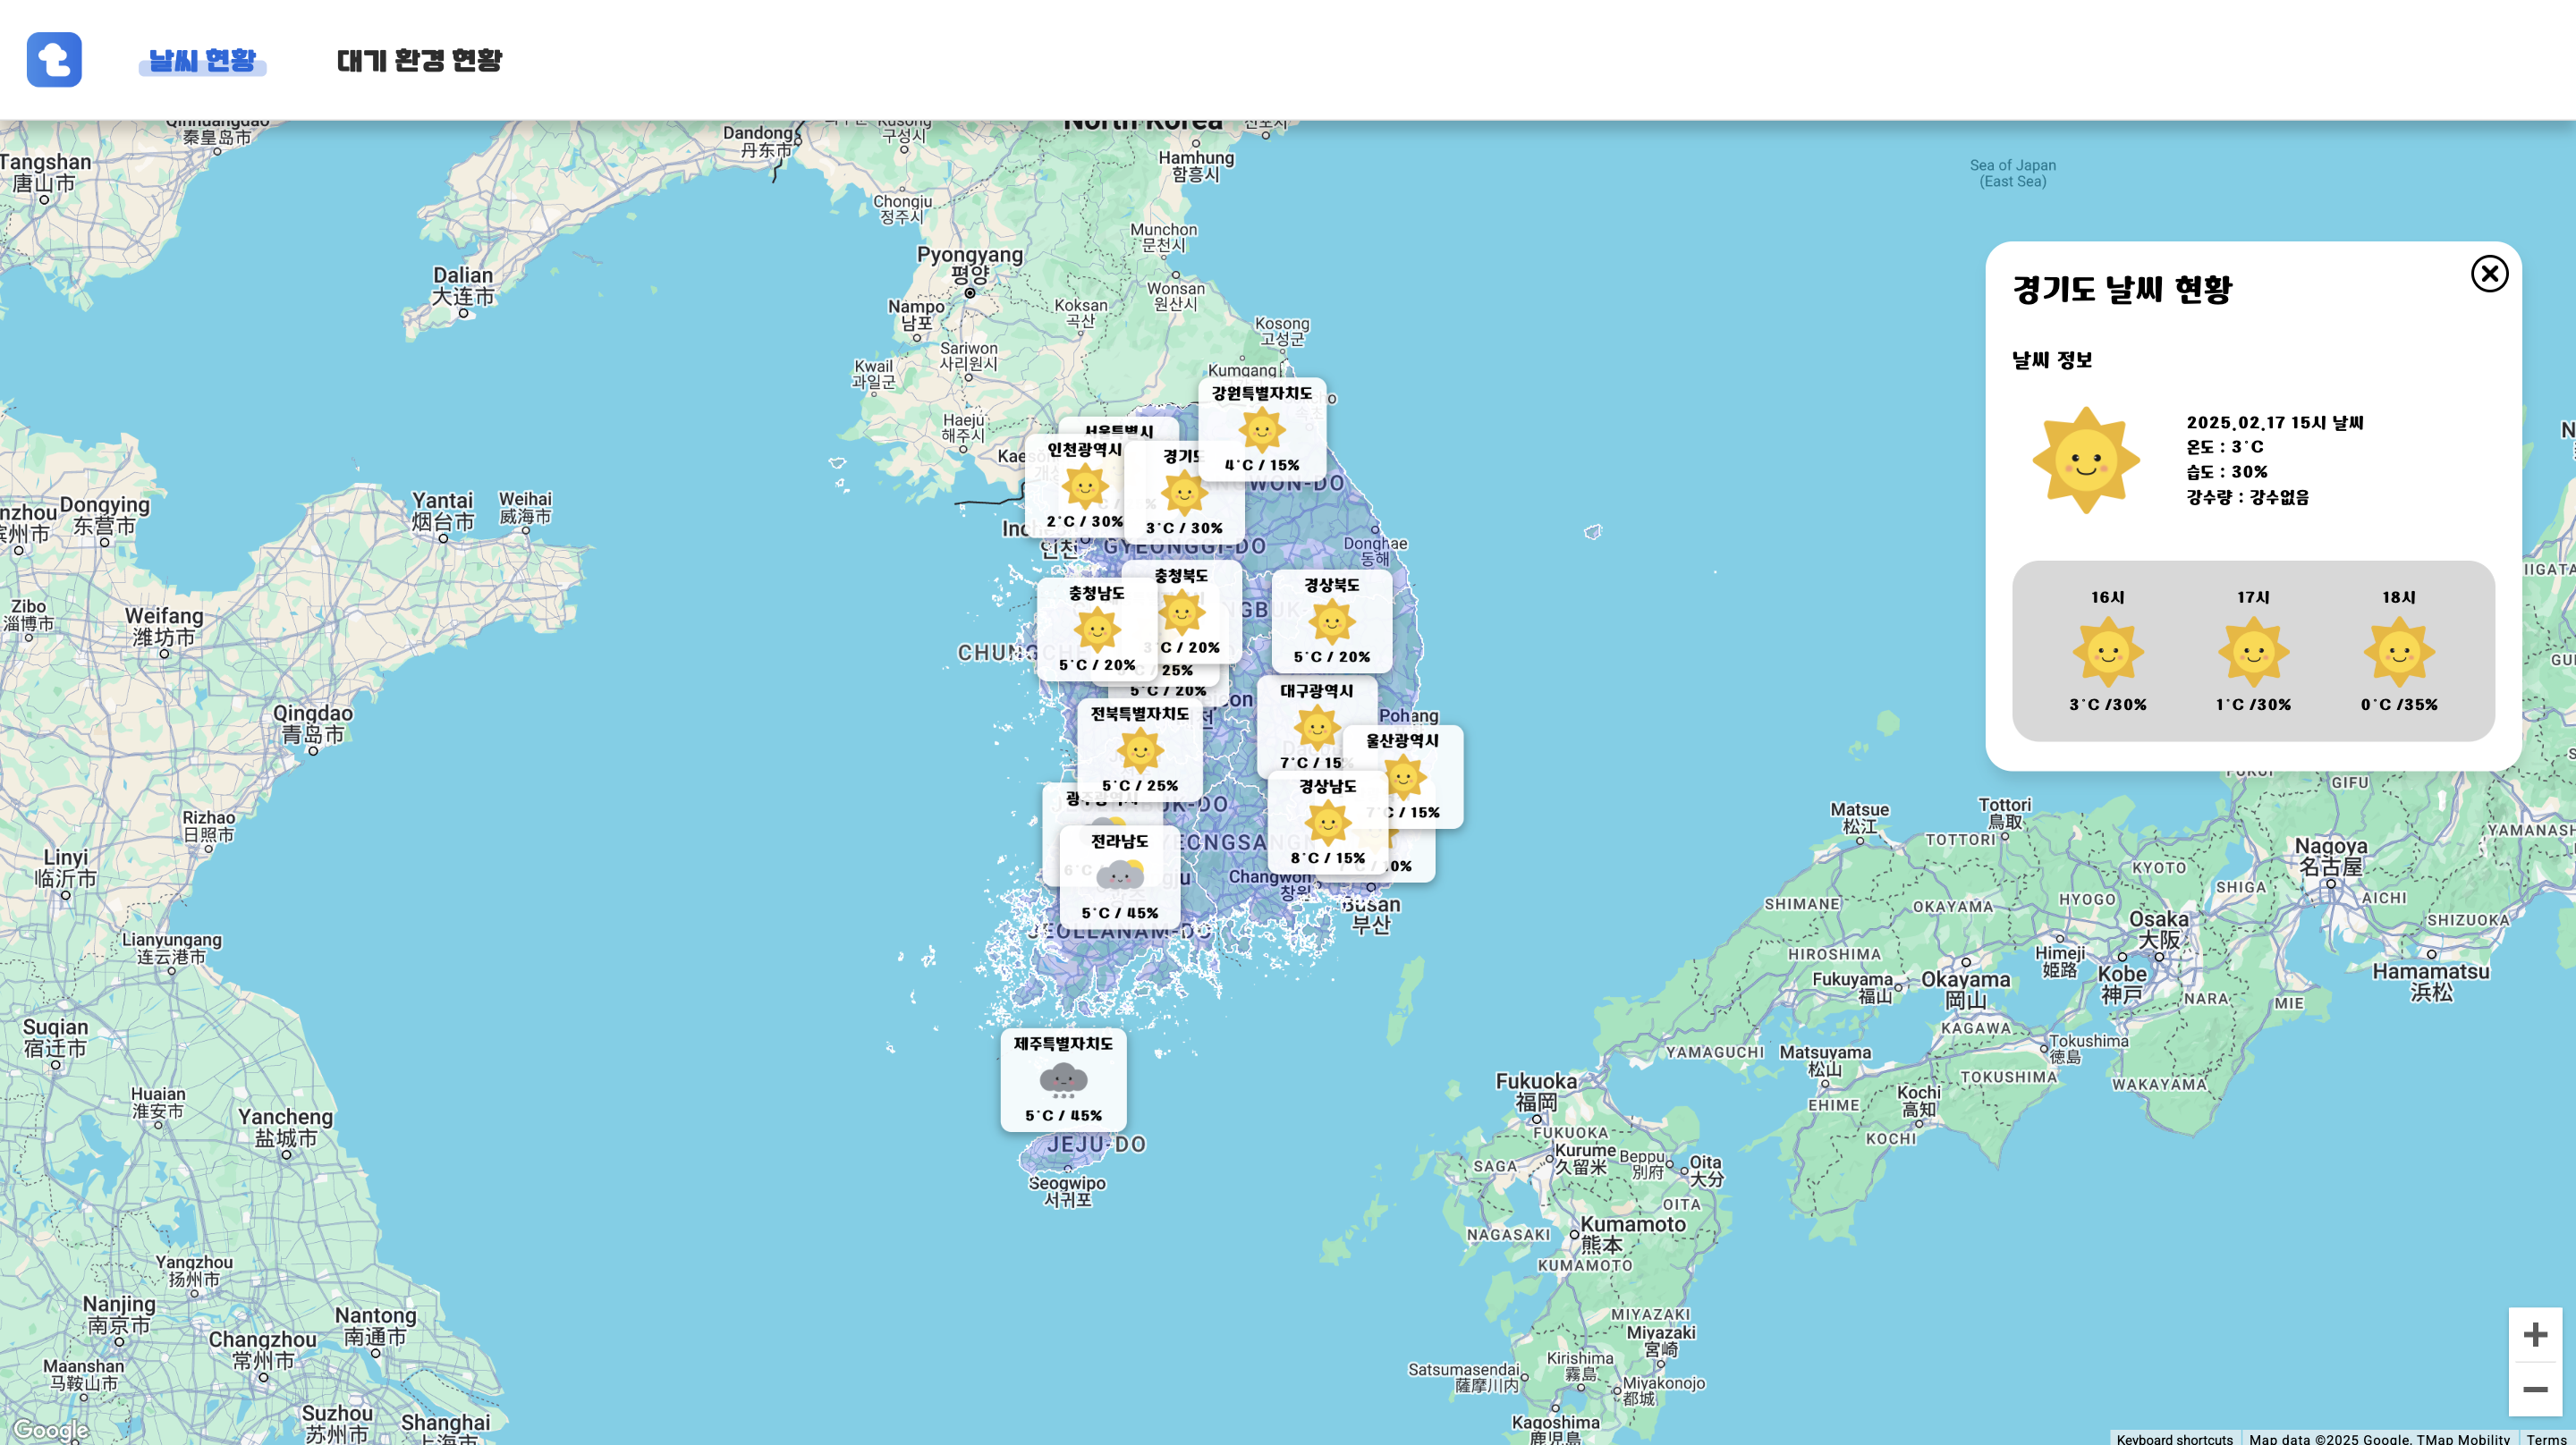 날씨 현황
대기 환경 현황
North Korea
Tangshan
唐山市
秦皇岛市
Dandong
丹东市
구성시
Hamhung
함흥시
Chongju
정주시
Munchon
문천시
Pyongyang
평양
Dalian
大连市
Nampo
남포
Koksan
곡산
Wonsan
원산시
Kosong
고성군
Sariwon
사리원시
Kwail
과일군
Kumgang
Haeju
해주시
Sea of Japan
(East Sea)
경기도 날씨 현황
날씨 정보
2025.02.17 15시 날씨
온도 : 3°C
습도 : 30%
강수량 : 강수없음
16시
17시
18시
3°C /30%
1°C /30%
0°C /35%
강원특별자치도
4°C / 15%
서울특별시
인천광역시
2°C / 30%
경기도
3°C / 30%
인천
GYEONGGI-DO
Donghae
동해
충청북도
3°C / 20%
충청남도
5°C / 20%
5°C / 20%
경상북도
5°C / 20%
대구광역시
7°C / 15%
Pohang
울산광역시
7°C / 15%
경상남도
8°C / 15%
전북특별자치도
5°C / 25%
광주광역시
전라남도
5°C / 45%
Changwon
창원
Busan
부산
JEOLLANAM-DO
제주특별자치도
5°C / 45%
JEJU-DO
Seogwipo
서귀포
Dongying
东营市
Yantai
烟台市
Weihai
威海市
Zibo
淄博市
Weifang
潍坊市
Qingdao
青岛市
Rizhao
日照市
Linyi
临沂市
Lianyungang
连云港市
Suqian
宿迁市
Huaian
淮安市
Yancheng
盐城市
Yangzhou
扬州市
Nanjing
南京市
Nantong
南通市
Changzhou
常州市
Maanshan
马鞍山市
Suzhou
苏州市
Shanghai
上海市
Matsue
松江
Tottori
鳥取
TOTTORI
GIFU
Nagoya
名古屋
KYOTO
SHIGA
AICHI
SHIZUOKA
SHIMANE
OKAYAMA
HYOGO
Osaka
大阪
HIROSHIMA
Himeji
姫路
Kobe
神戸
Fukuyama
福山
Okayama
岡山
Hamamatsu
浜松
NARA
MIE
KAGAWA
YAMAGUCHI
Matsuyama
松山
Tokushima
徳島
TOKUSHIMA
WAKAYAMA
EHIME
Kochi
高知
KOCHI
Fukuoka
福岡
FUKUOKA
Kurume
久留米
SAGA
Beppu
別府
Oita
大分
OITA
NAGASAKI
Kumamoto
熊本
KUMAMOTO
MIYAZAKI
Miyazaki
宮崎
Kirishima
霧島
Satsumasendai
薩摩川内
Miyakonojo
都城
Kagoshima
鹿児島
Google
Keyboard shortcuts
Map data ©2025 Google, TMap Mobility
Terms